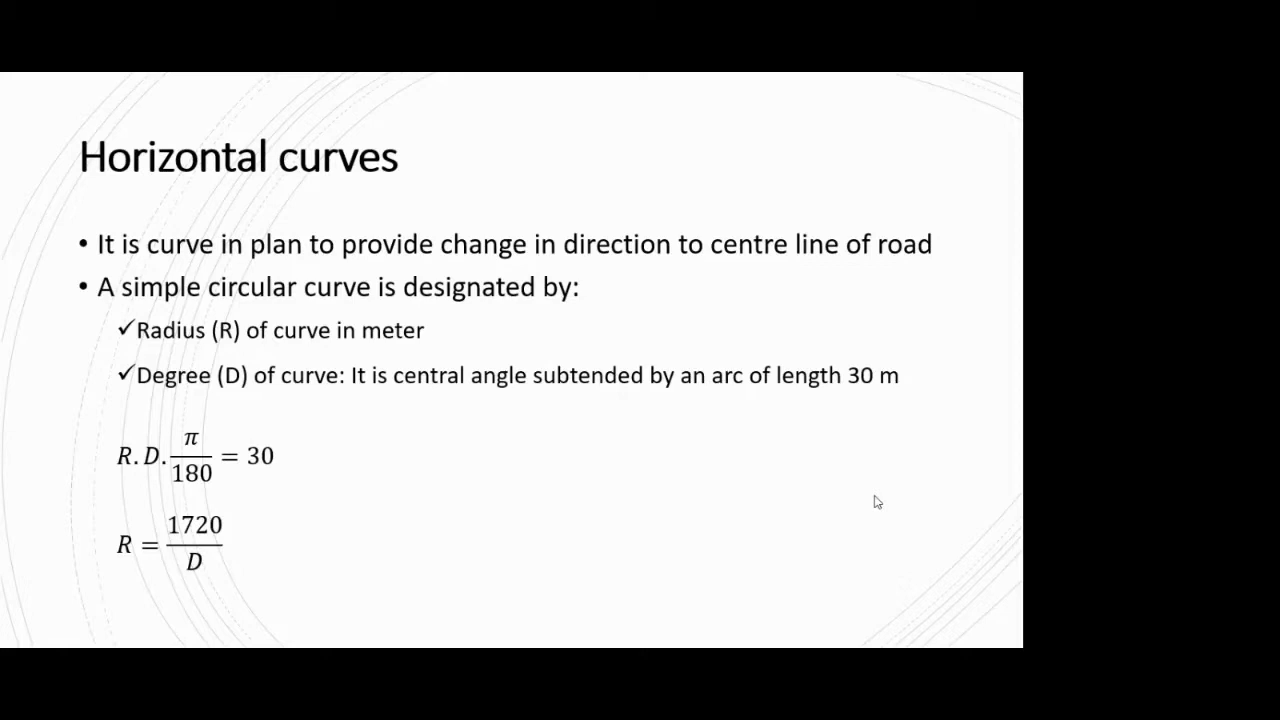 Horizontal curves
• It is curve in plan to provide change in direction to centre line of road
• A simple circular curve is designated by:
✓Radius (R) of curve in meter
✓Degree (D) of curve: It is central angle subtended by an arc of length 30 m
R.D.π/180 = 30
R = 1720/D